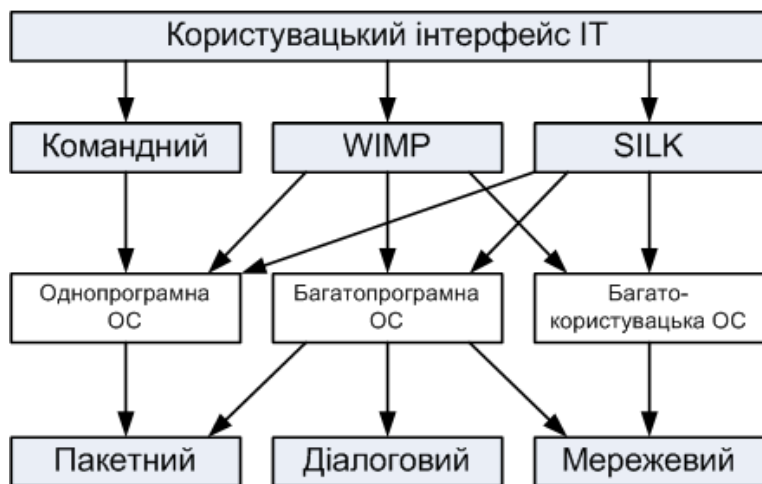 Користувацький інтерфейс ІТ
Командний
WIMP
SILK
Однопрограмна
ОС
Багатопрограмна
ОС
Багато-
користувацька ОС
Пакетний
Діалоговий
Мережевий